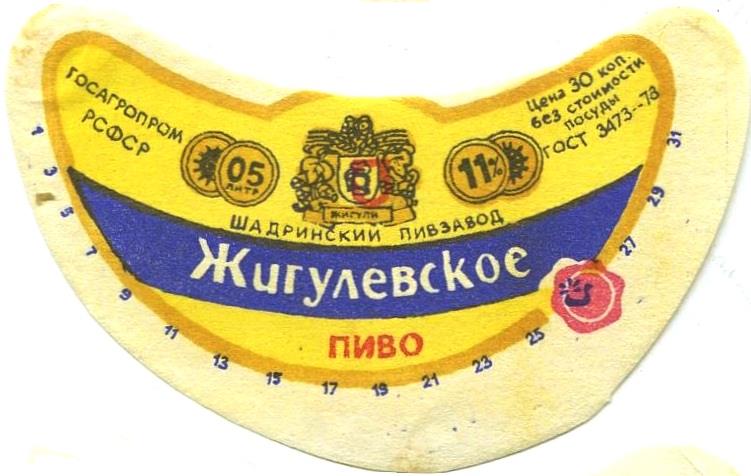 ГОСАГРОПРОМ
РСФСР
05
ЛИТР
ЖИГУЛИ
11%
Цена 30 коп.
без стоимости
посуды
ГОСТ 3473--78
ШАДРИНСКИЙ ПИВЗАВОД
Жигулевское
ПИВО
1 3 5 7 9 11 13 15 17 19 21 23 25 27 29 31